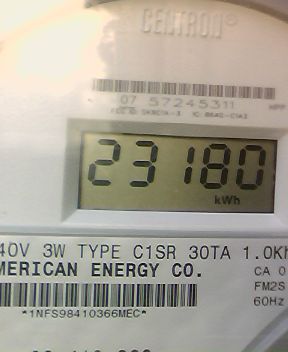 CENTRON®
07 57245311
23180
kWh
40V 3W TYPE C1SR 30TA 1.0Kh
MERICAN ENERGY CO.
CA 0
FM2S
60Hz
*1NFS98410366MEC*